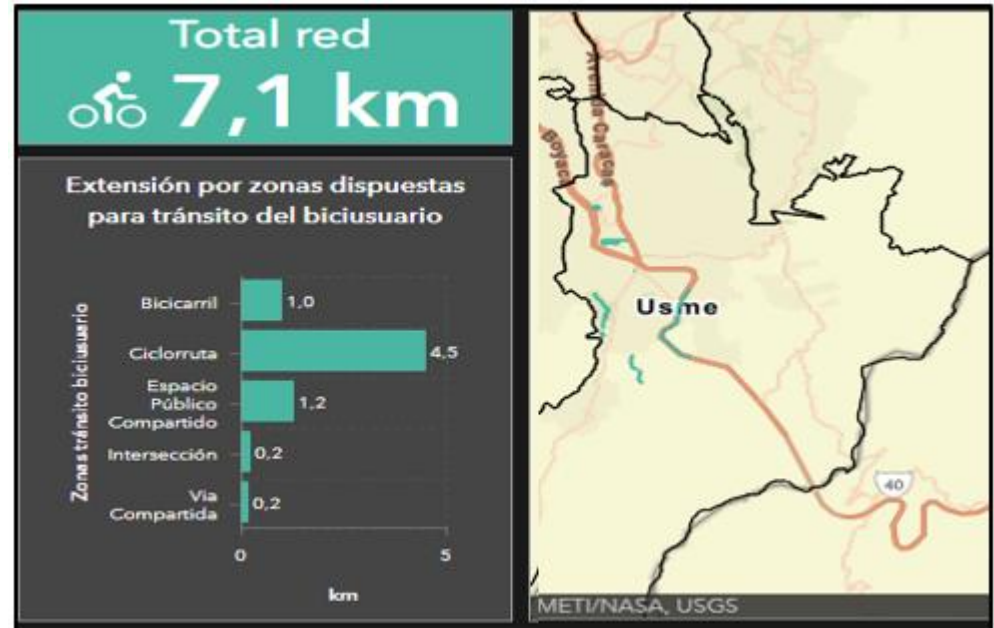 Total red
7,1 km
Extensión por zonas dispuestas
para tránsito del biciusuario
Zonas tránsito biciusuario
Bicicarril
1,0
Ciclorruta
4,5
Espacio
Público
Compartido
1,2
Intersección
0,2
Via
Compartida
0,2
0
5
km
Avenida Caracas
Boyacá
Usme
40
METI/NASA, USGS